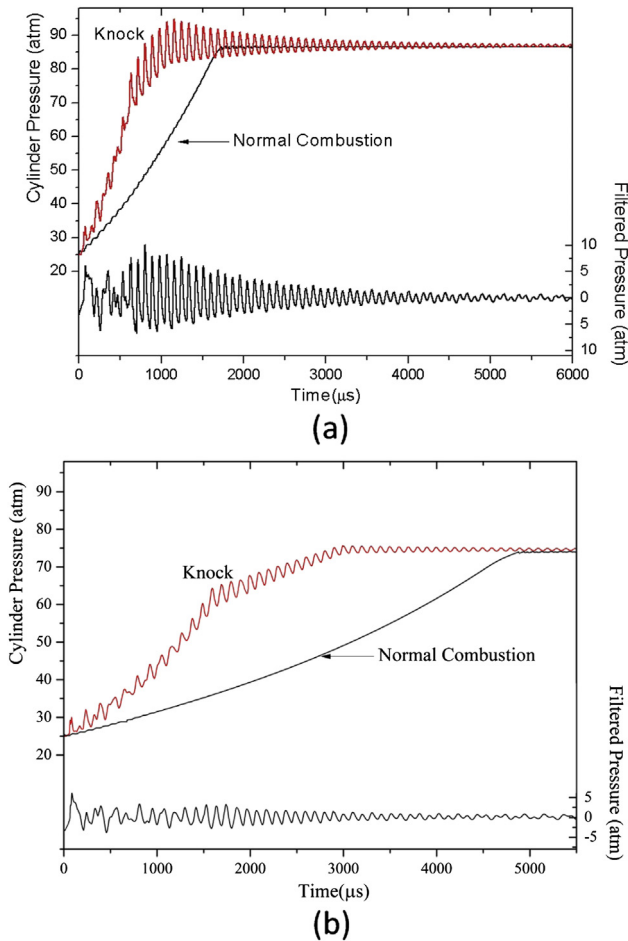 90
80
70
60
50
40
30
20
Cylinder Pressure (atm)
Knock
Normal Combustion
10
5
0
5
10
Filtered Pressure (atm)
0 1000 2000 3000 4000 5000 6000
Time(μs)
(a)
90
80
70
60
50
40
30
20
Cylinder Pressure (atm)
Knock
Normal Combustion
5
0
-5
Filtered Pressure (atm)
0 1000 2000 3000 4000 5000
Time(μs)
(b)